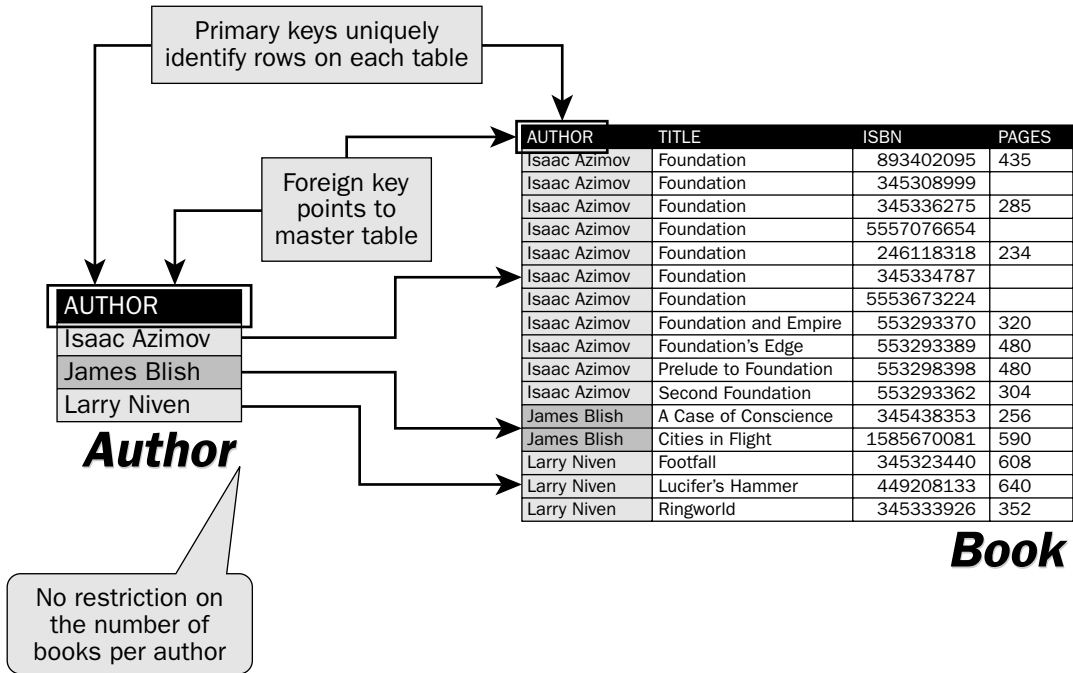 Primary keys uniquely
identify rows on each table
Foreign key
points to
master table
AUTHOR
Isaac Azimov
James Blish
Larry Niven
Author
No restriction on
the number of
books per author
AUTHOR TITLE ISBN PAGES
Isaac Azimov Foundation 893402095 435
Isaac Azimov Foundation 345308999
Isaac Azimov Foundation 345336275 285
Isaac Azimov Foundation 5557076654
Isaac Azimov Foundation 246118318 234
Isaac Azimov Foundation 345334787
Isaac Azimov Foundation 5553673224
Isaac Azimov Foundation and Empire 553293370 320
Isaac Azimov Foundation's Edge 553293389 480
Isaac Azimov Prelude to Foundation 553298398 480
Isaac Azimov Second Foundation 553293362 304
James Blish A Case of Conscience 345438353 256
James Blish Cities in Flight 1585670081 590
Larry Niven Footfall 345323440 608
Larry Niven Lucifer's Hammer 449208133 640
Larry Niven Ringworld 345333926 352
Book